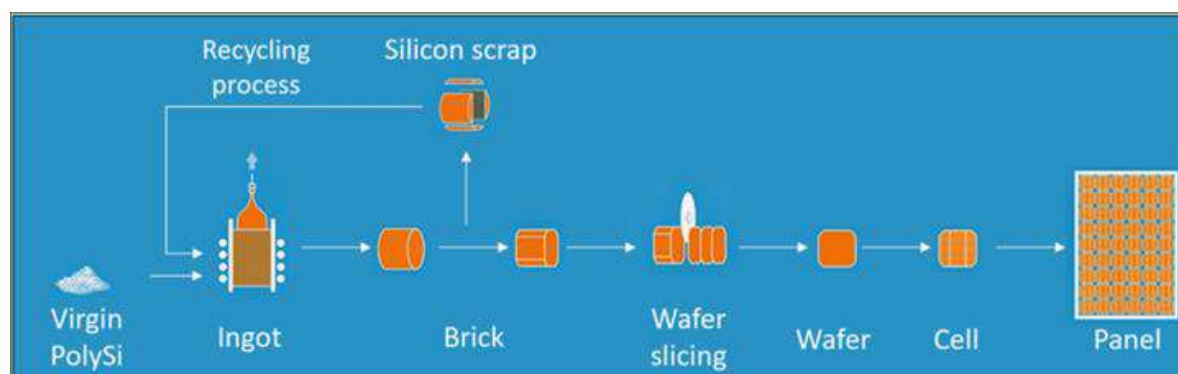 Recycling
process
Silicon scrap
Virgin
PolySi
Ingot
Brick
Wafer
slicing
Wafer
Cell
Panel